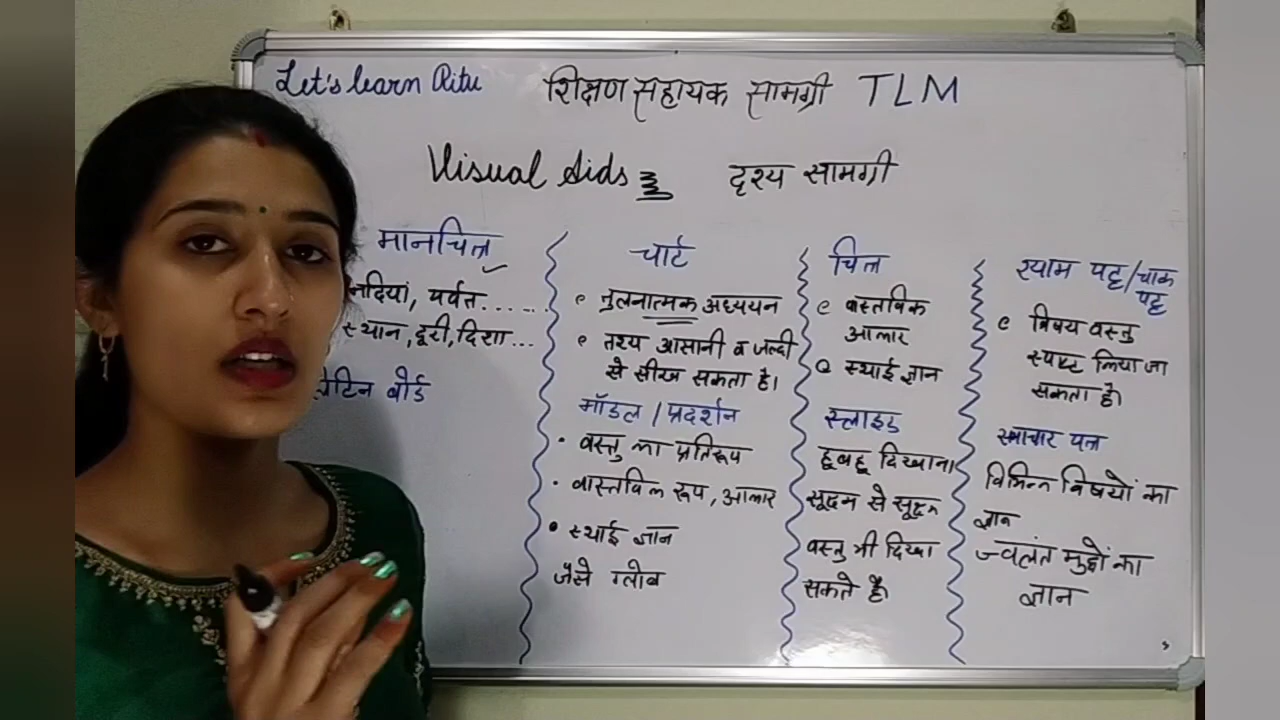 Let's learn Ritu
शिक्षण सहायक सामग्री TLM
Visual Aids
दृश्य सामग्री
मानचित्र
नदियां, पर्वत......
स्थान, दूरी, दिशा...
बोर्ड
चार्ट
तुलनात्मक अध्ययन
तथ्य आसानी व जल्दी
से सीख सकता है।
मॉडल / प्रदर्शन
वस्तु का प्रतिरूप
वास्तविक रूप, आकार
स्थाई ज्ञान
जैसे ग्लोब
चित्र
वास्तविक
आकार
स्थाई ज्ञान
स्लाइड
हूबहू दिखाना
सूक्ष्म से सूक्ष्म
वस्तु भी दिखा
सकते है।
श्याम पट्ट/चाक
पट्ट
विषय वस्तु
स्पष्ट किया जा
सकता है।
समाचार पत्र
विभिन्न विषयों का
ज्ञान
ज्वलंत मुद्दों का
ज्ञान